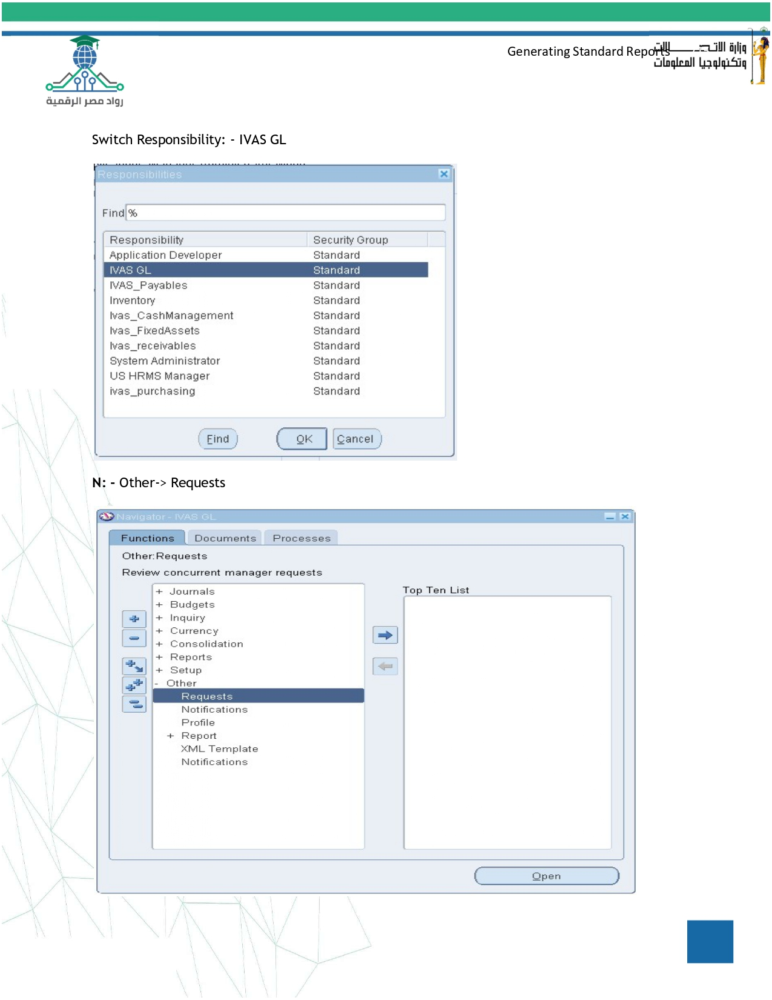 Generating Standard Reports
وزارة الاتصالات
وتكنولوجيا المعلومات
رواد مصر الرقمية
Switch Responsibility: - IVAS GL
Responsibilities
Find %
Responsibility Security Group
Application Developer Standard
IVAS GL Standard
IVAS_Payables Standard
Inventory Standard
Ivas_CashManagement Standard
Ivas_FixedAssets Standard
Ivas_receivables Standard
System Administrator Standard
US HRMS Manager Standard
ivas_purchasing Standard
Find OK Cancel
N: - Other-> Requests
Navigator - IVAS GL
Functions Documents Processes
Other:Requests
Review concurrent manager requests
Top Ten List
+ Journals
+ Budgets
+ Inquiry
+ Currency
+ Consolidation
+ Reports
+ Setup
- Other
Requests
Notifications
Profile
+ Report
XML Template
Notifications
Open